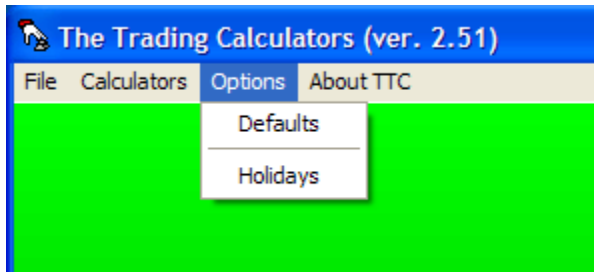 The Trading Calculators (ver. 2.51)
File Calculators Options About TTC
Defaults
Holidays